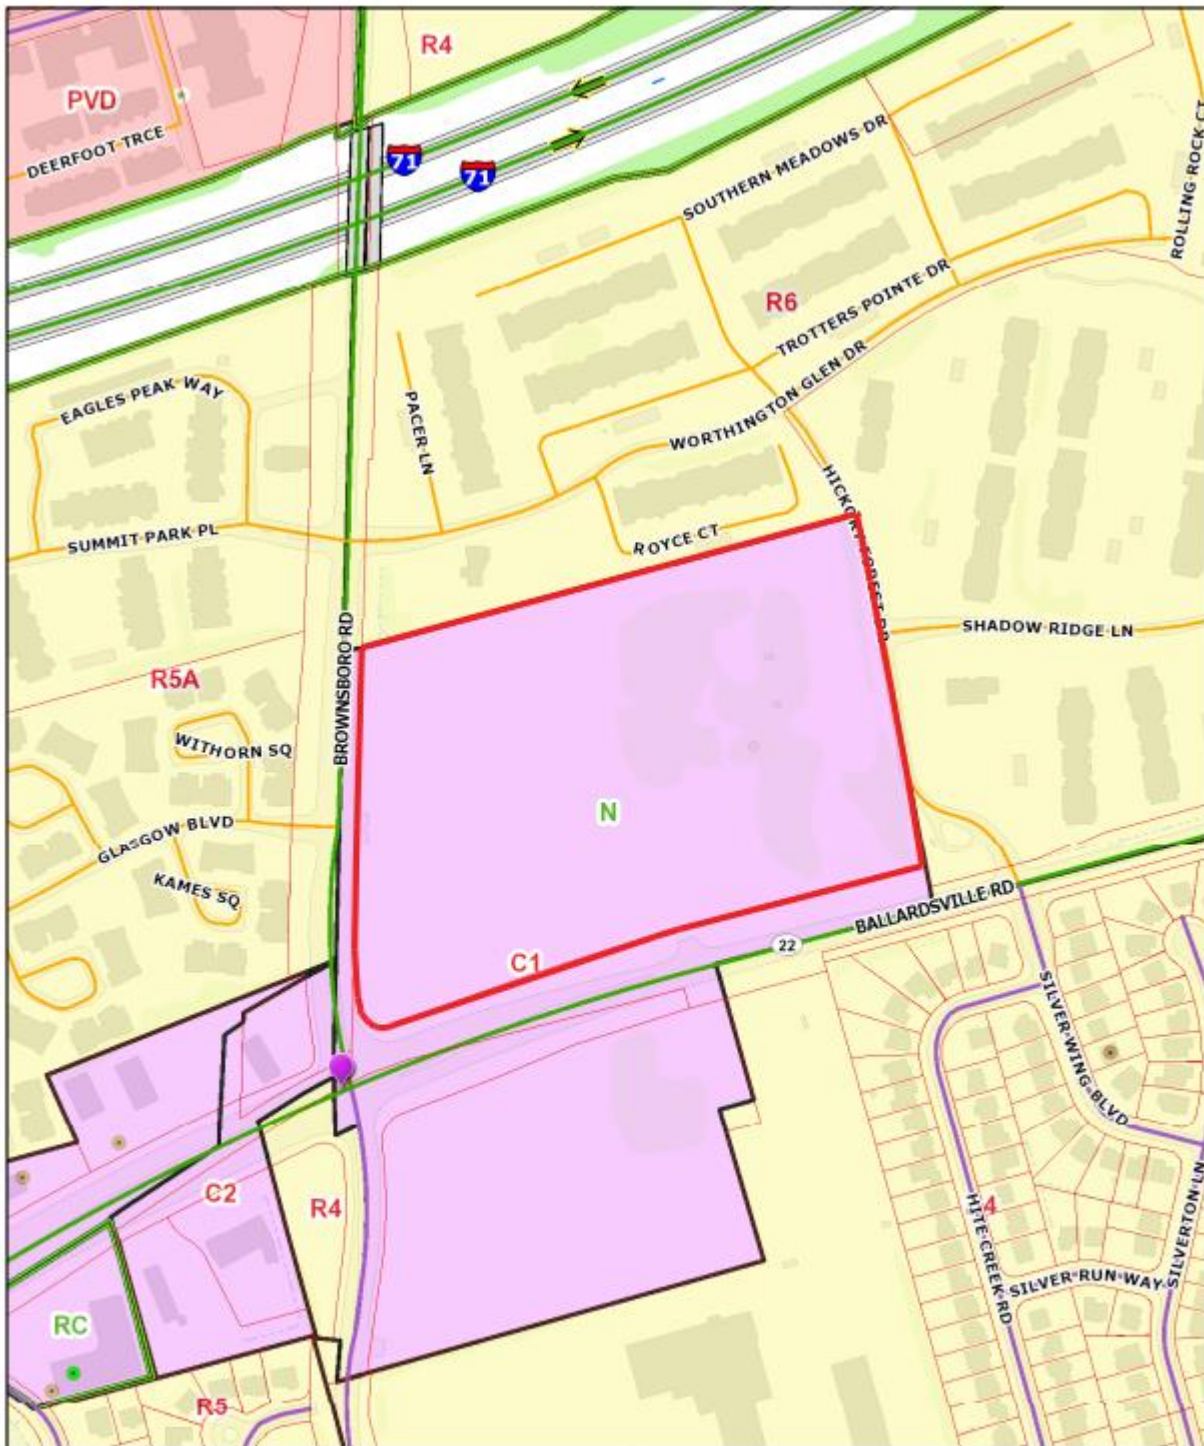 R4
PVD
DEERFOOT TRCE
71
71
SOUTHERN MEADOWS DR
ROLLING ROCK CT
R6
TROTTERS POINTE DR
EAGLES PEAK WAY
PACER LN
WORTHINGTON GLEN DR
HICKORY FOREST DR
SUMMIT PARK PL
ROYCE CT
BROWNSBORO RD
SHADOW RIDGE LN
R5A
WITHORN SQ
N
GLASGOW BLVD
KAMES SQ
BALLARDSVILLE RD
22
C1
SILVER WING BLVD
C2
R4
HITE CREEK RD
4
SILVERTON LN
SILVER RUN WAY
RC
R5